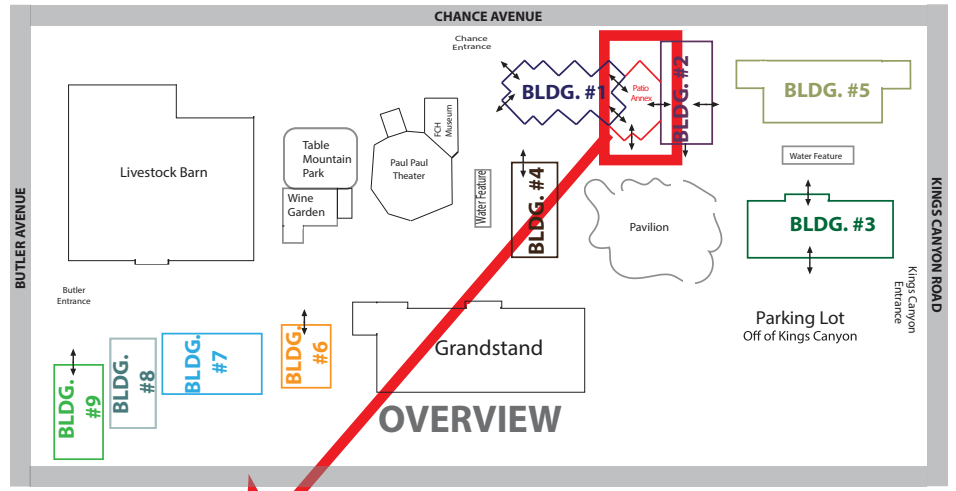 CHANCE AVENUE
Chance
Entrance
BLDG. #1
Patio
Annex
BLDG. #2
BLDG. #5
FCH
Museum
Table
Mountain
Park
Livestock Barn
Paul Paul
Theater
Water Feature
Wine
Garden
Water Feature
BLDG. #4
Pavilion
BLDG. #3
BUTLER AVENUE
KINGS CANYON ROAD
Butler
Entrance
Kings Canyon
Entrance
Parking Lot
Off of Kings Canyon
BLDG.
#9
BLDG.
#8
BLDG.
#7
BLDG.
#6
Grandstand
OVERVIEW